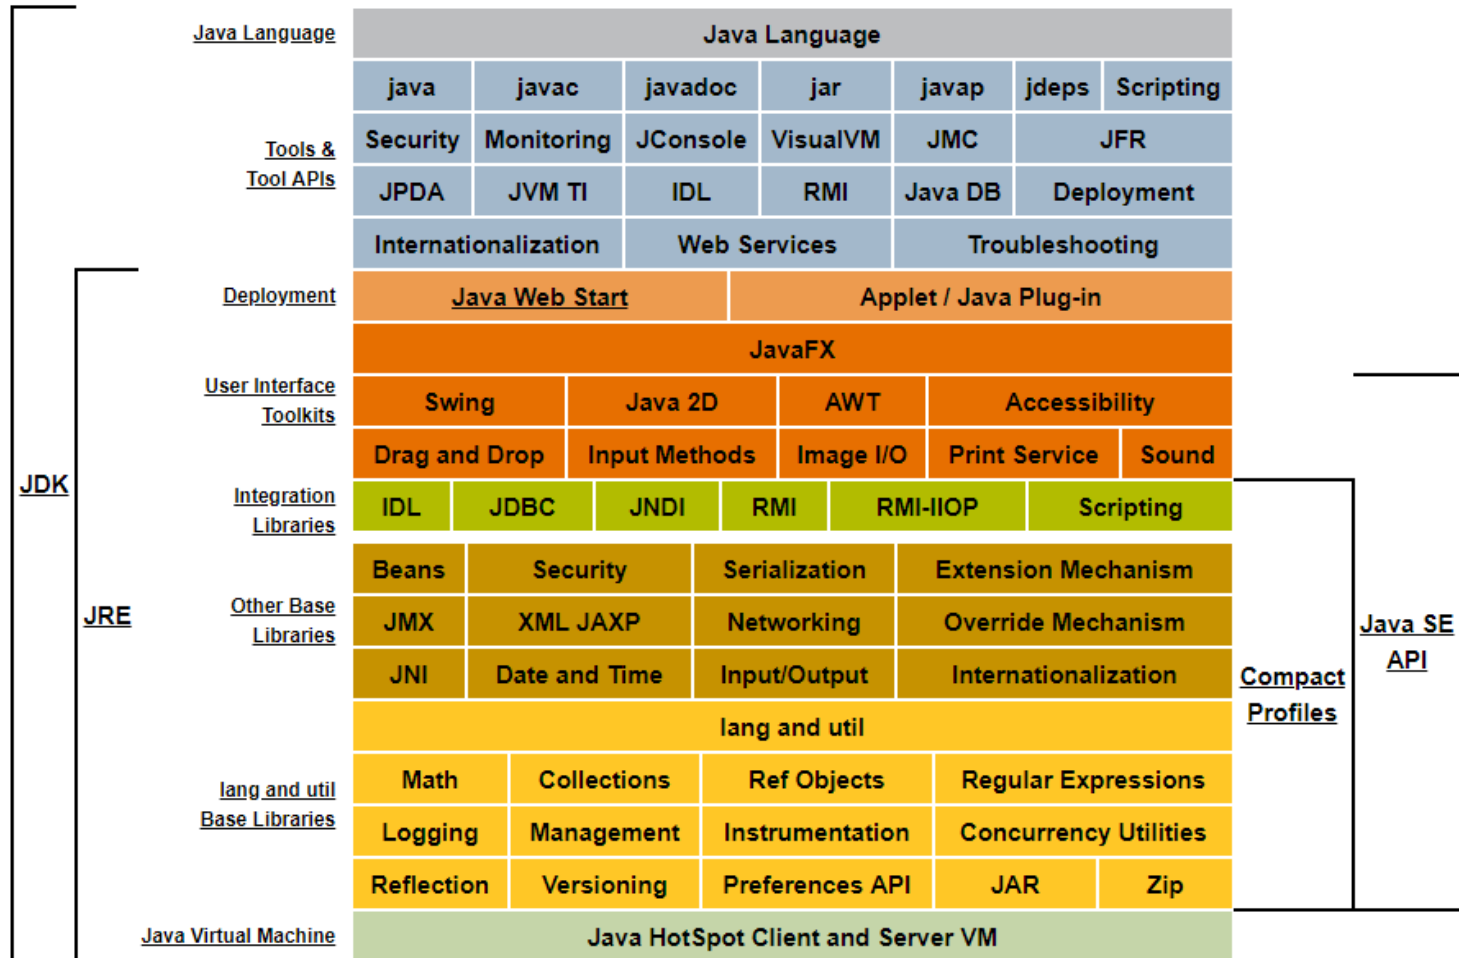 Java Language Java Language
java javac javadoc jar javap jdeps Scripting
Tools & Security Monitoring JConsole VisualVM JMC JFR
Tool APIs JPDA JVM TI IDL RMI Java DB Deployment
Internationalization Web Services Troubleshooting
Deployment Java Web Start Applet / Java Plug-in
JavaFX
User Interface Swing Java 2D AWT Accessibility
Toolkits
Drag and Drop Input Methods Image I/O Print Service Sound
JDK
Integration IDL JDBC JNDI RMI RMI-IIOP Scripting
Libraries
Beans Security Serialization Extension Mechanism
JRE
Other Base JMX XML JAXP Networking Override Mechanism
Libraries
Java SE
API
JNI Date and Time Input/Output Internationalization
Compact
Profiles
lang and util
lang and util Math Collections Ref Objects Regular Expressions
Base Libraries Logging Management Instrumentation Concurrency Utilities
Reflection Versioning Preferences API JAR Zip
Java Virtual Machine Java HotSpot Client and Server VM